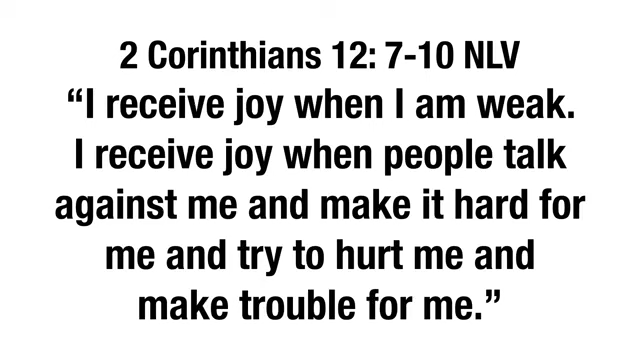 2 Corinthians 12: 7-10 NLV
“I receive joy when I am weak.
I receive joy when people talk
against me and make it hard for
me and try to hurt me and
make trouble for me.”